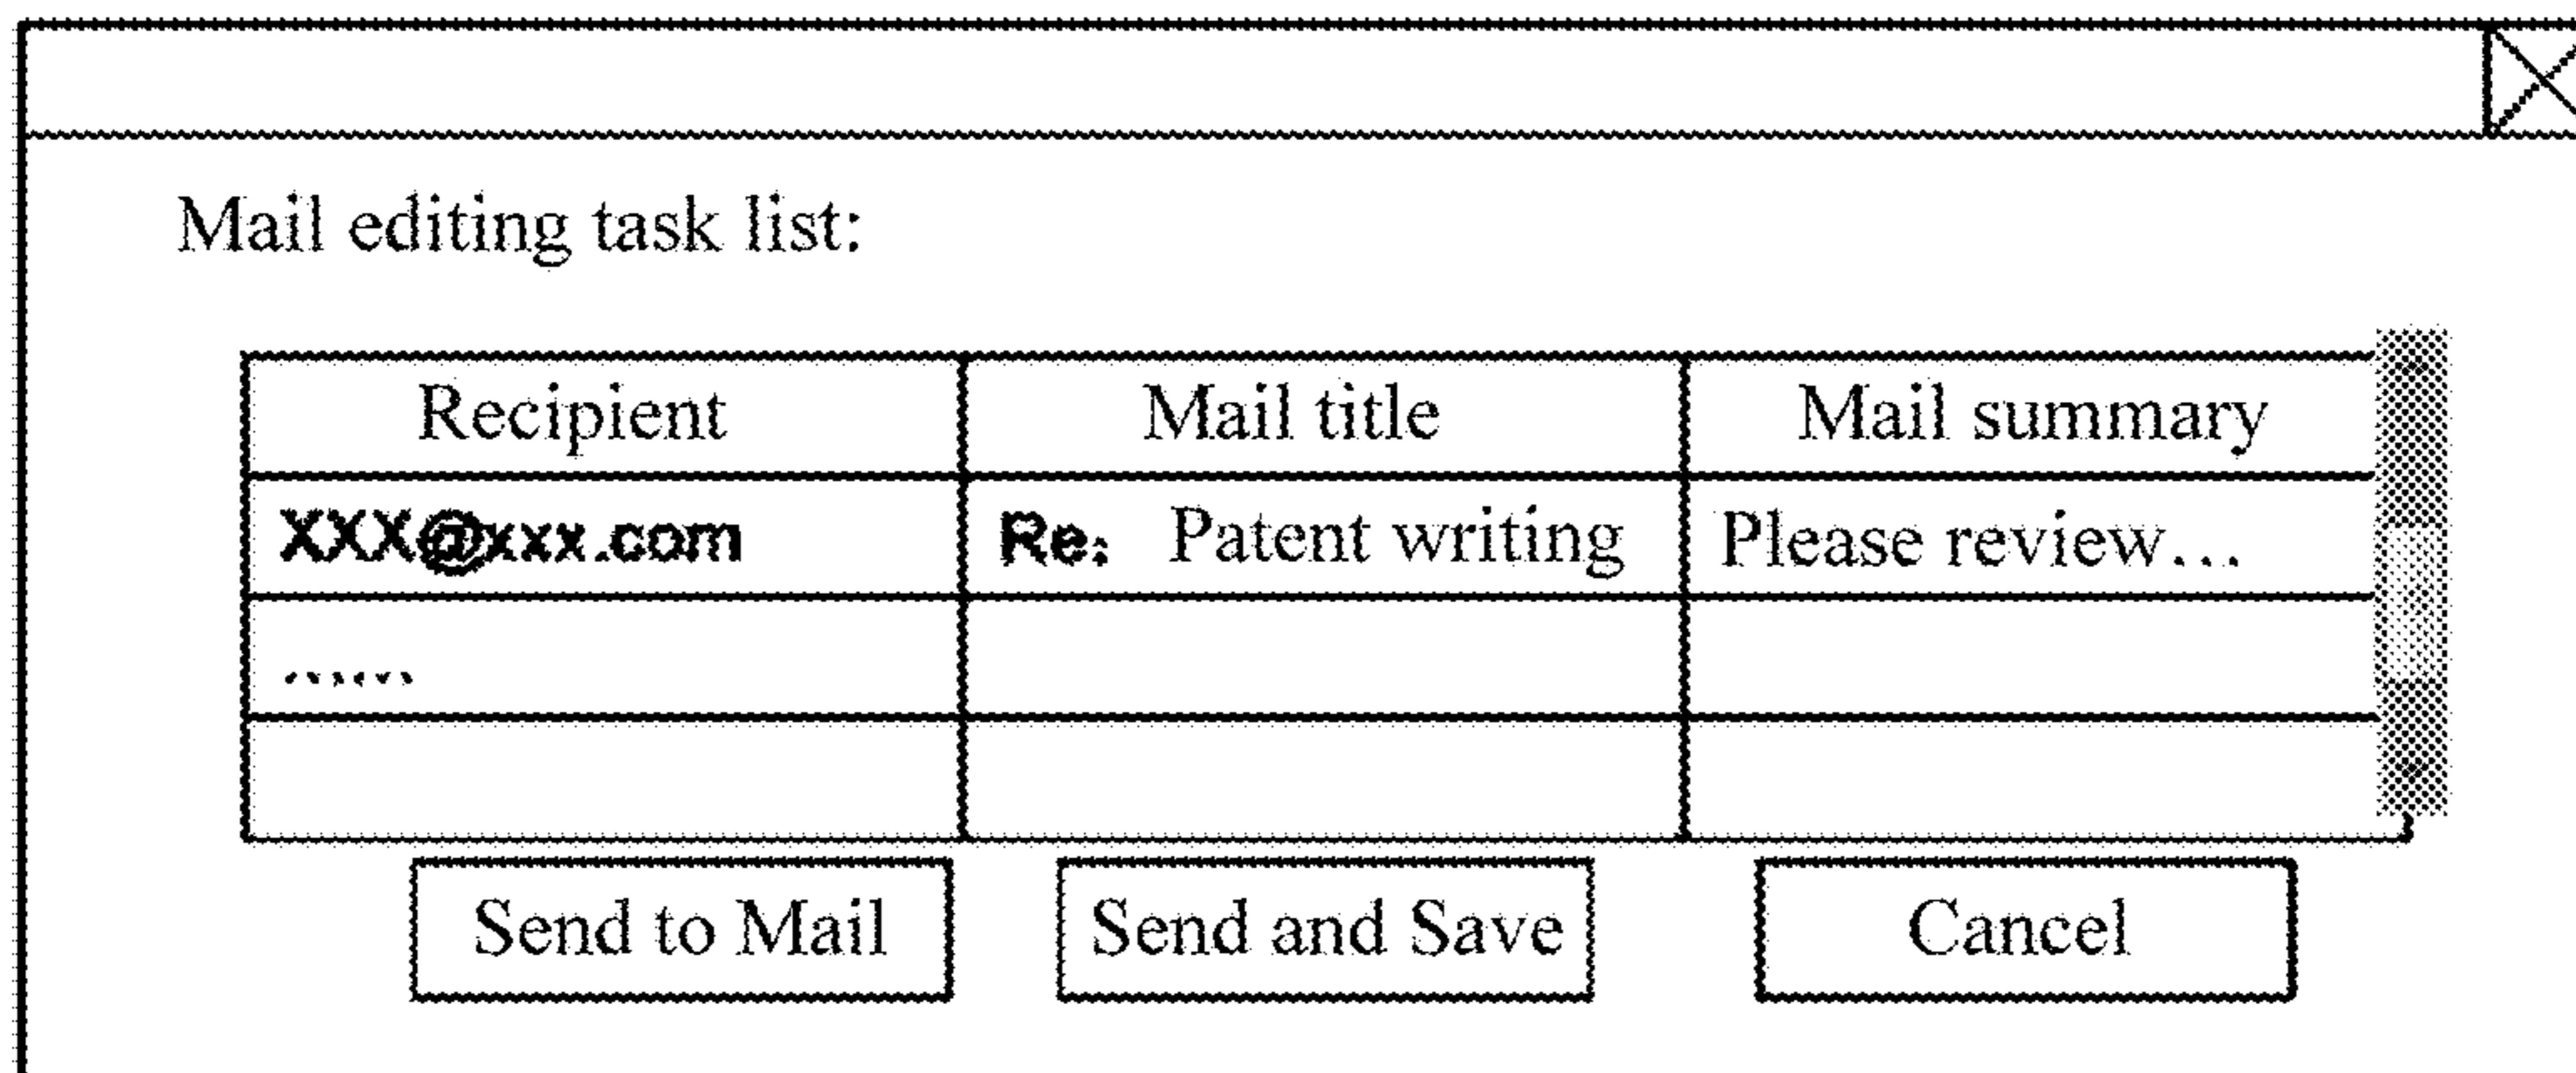 Mail editing task list:
Recipient Mail title Mail summary
XXX@xxx.com Re: Patent writing Please review...
......
Send to Mail Send and Save Cancel